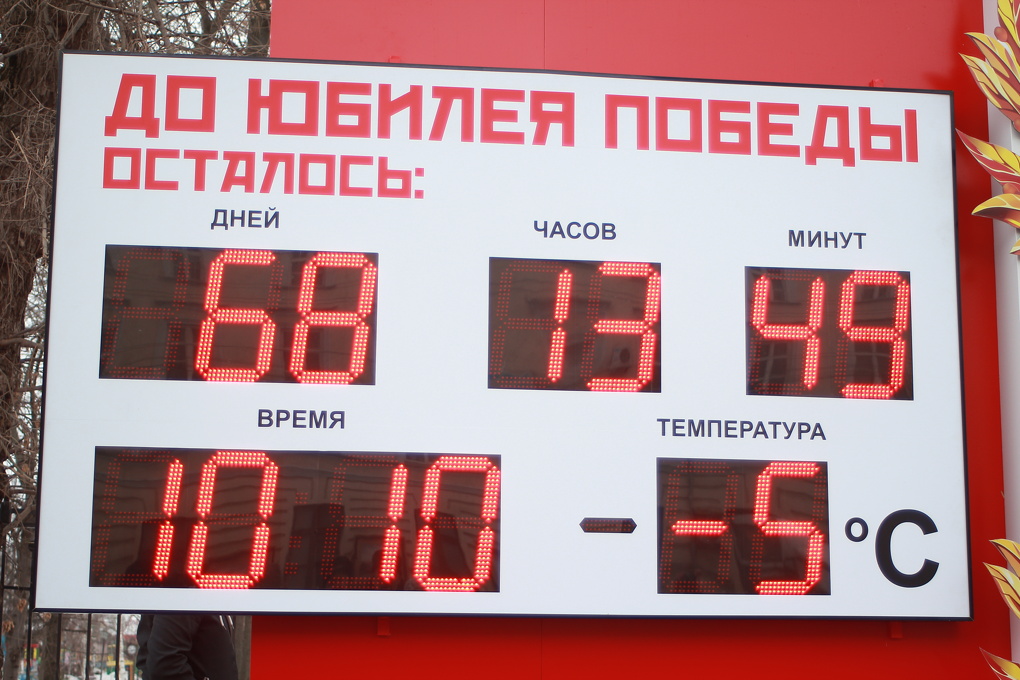 ДО ЮБИЛЕЯ ПОБЕДЫ
ОСТАЛОСЬ:
ДНЕЙ ЧАСОВ МИНУТ
68 13 49
ВРЕМЯ ТЕМПЕРАТУРА
10 10 -5 °C